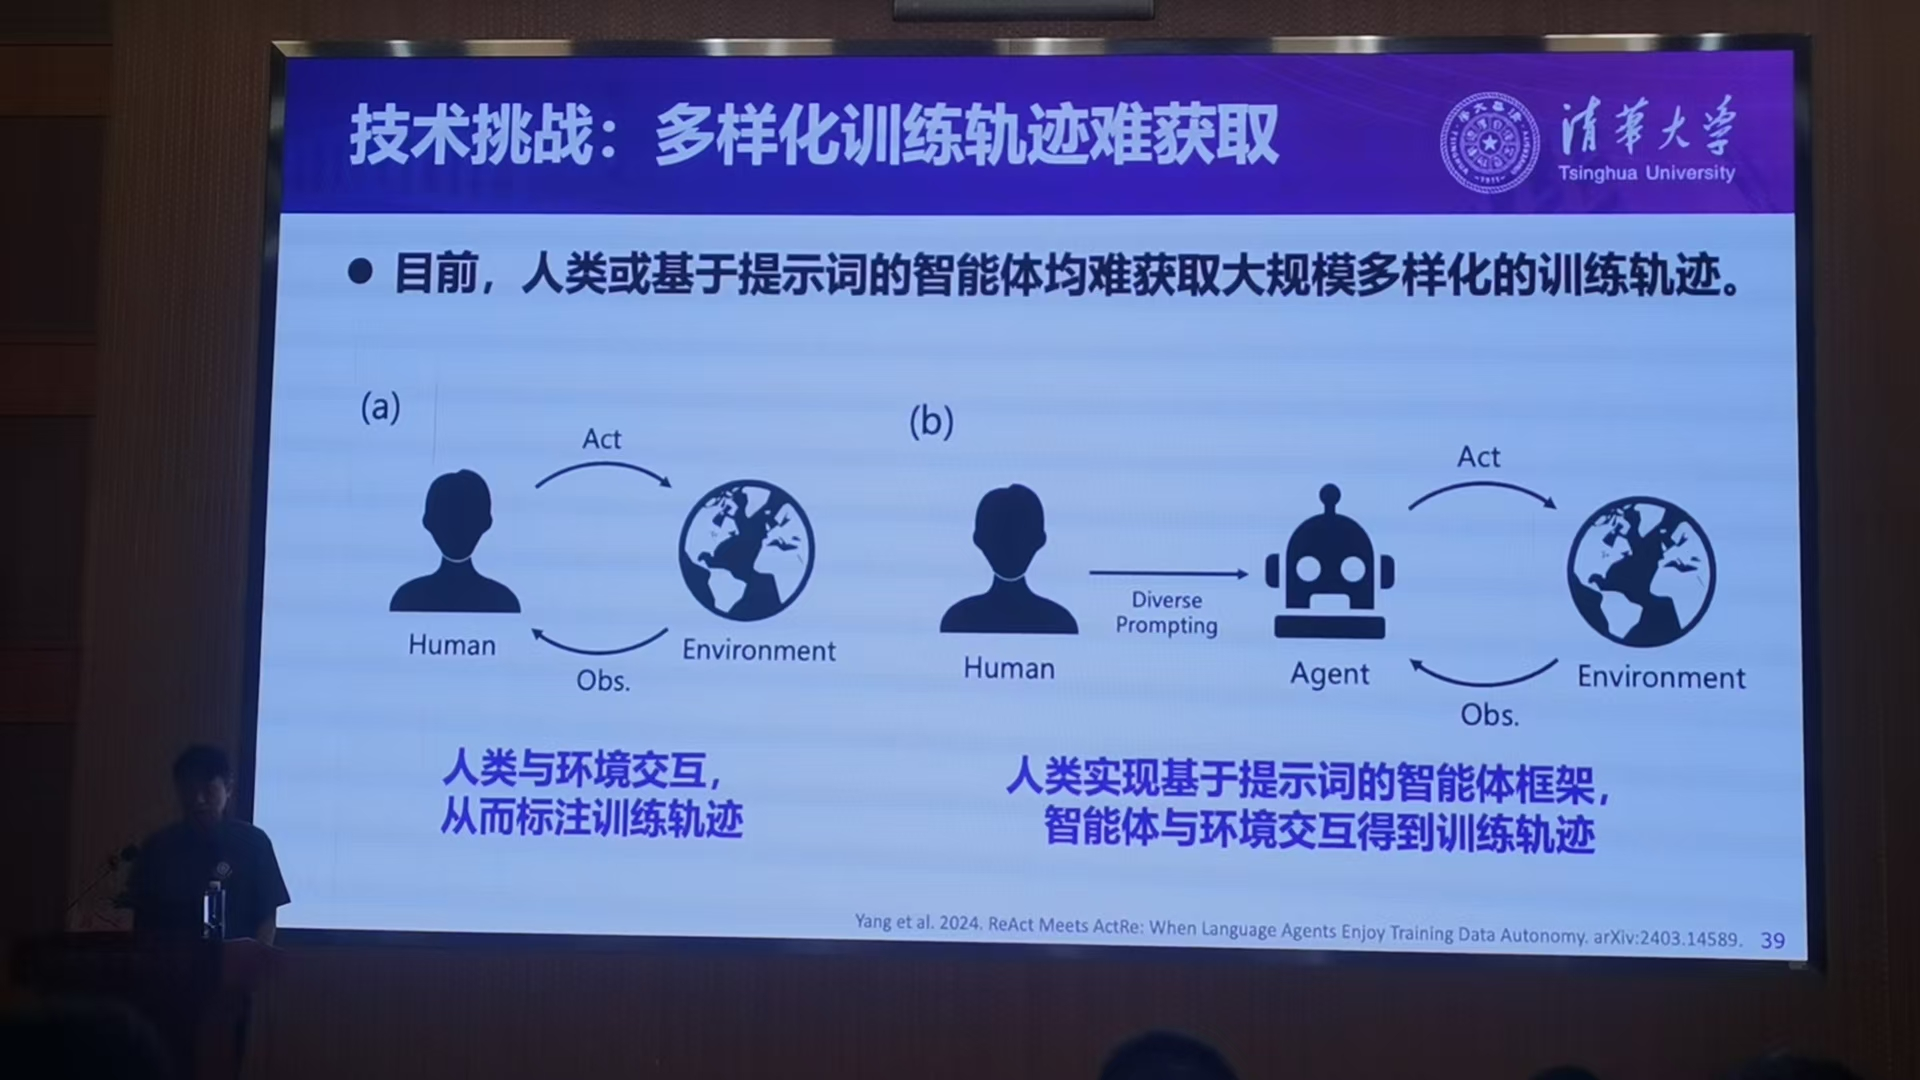 技术挑战：多样化训练轨迹难获取
清华大学
Tsinghua University
● 目前，人类或基于提示词的智能体均难获取大规模多样化的训练轨迹。
(a)
Act
Human
Environment
Obs.
人类与环境交互，
从而标注训练轨迹
(b)
Act
Diverse
Prompting
Human
Agent
Environment
Obs.
人类实现基于提示词的智能体框架，
智能体与环境交互得到训练轨迹
Yang et al. 2024. ReAct Meets ActRe: When Language Agents Enjoy Training Data Autonomy. arXiv:2403.14589.
39